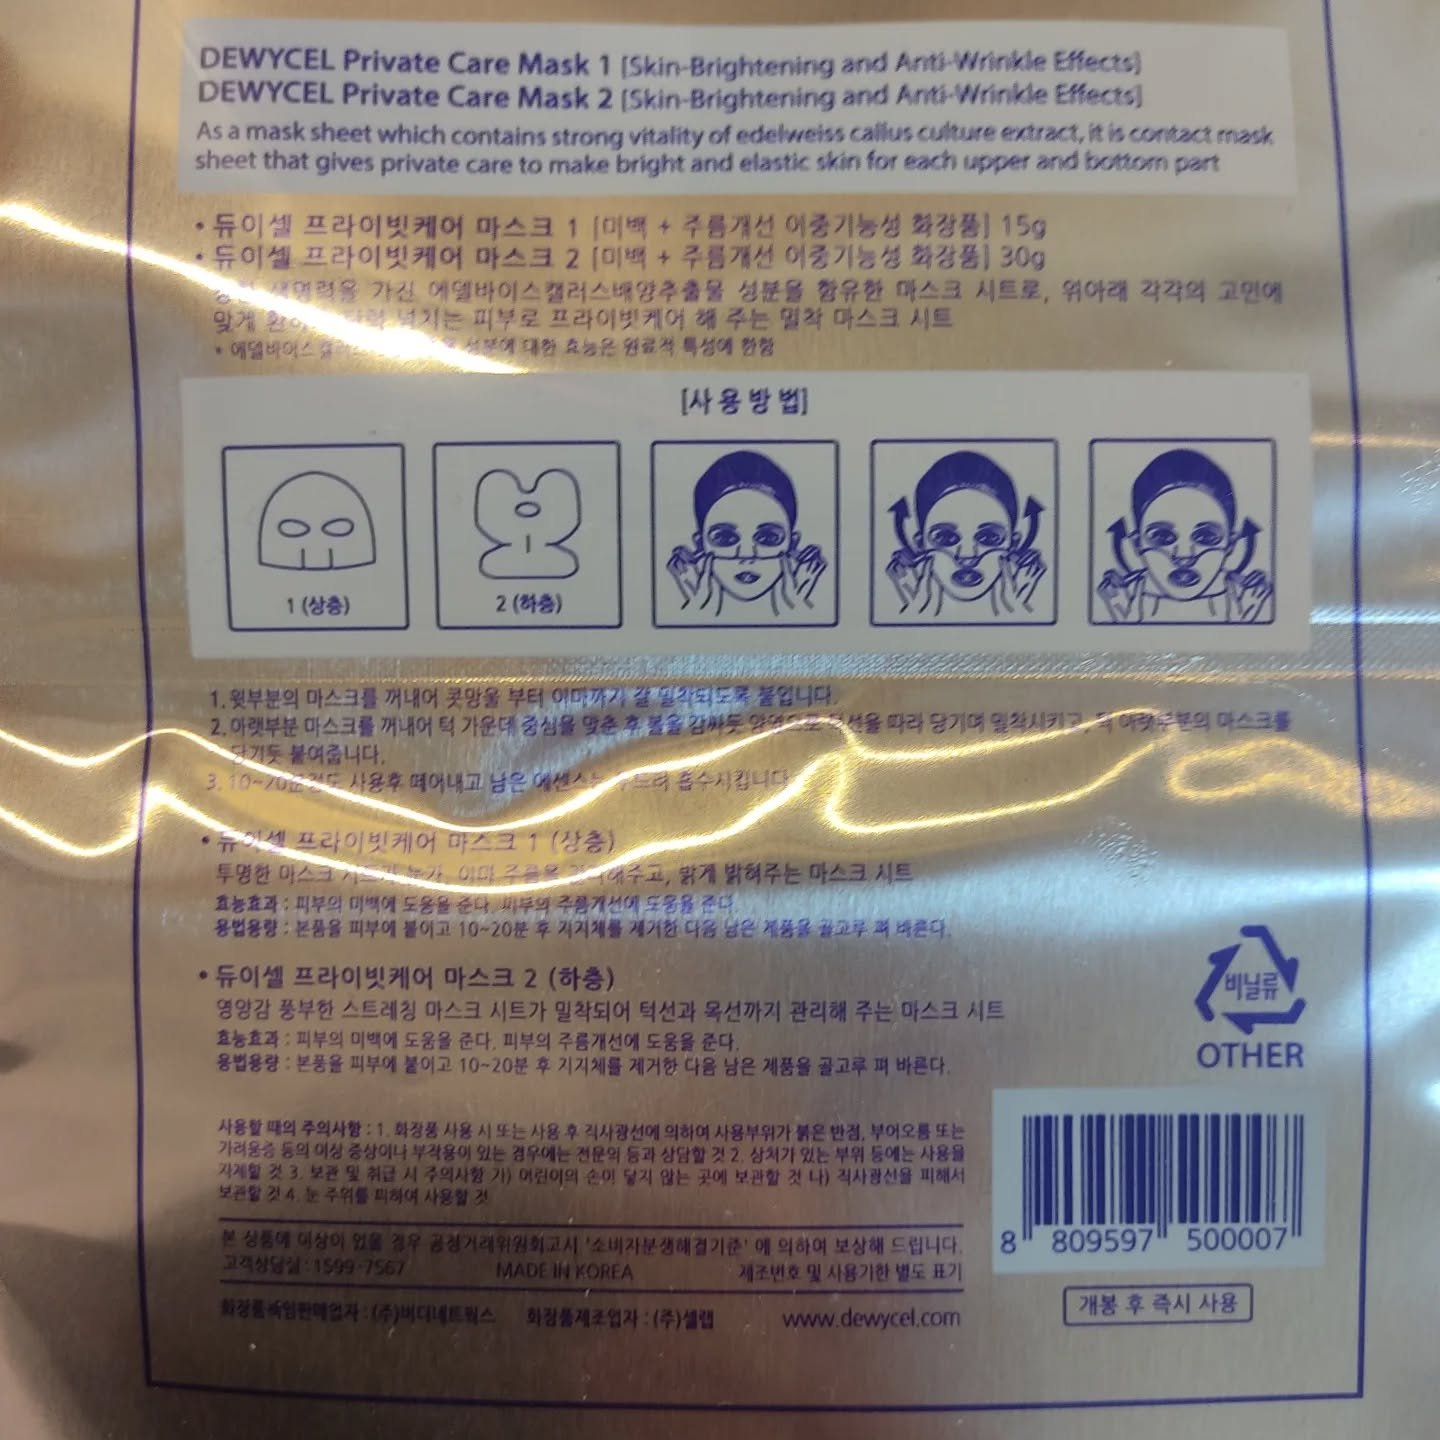 DEWYCEL Private Care Mask 1 [Skin-Brightening and Anti-Wrinkle Effects]
DEWYCEL Private Care Mask 2 [Skin-Brightening and Anti-Wrinkle Effects]
As a mask sheet which contains strong vitality of edelweiss callus culture extract, it is contact mask
sheet that gives private care to make bright and elastic skin for each upper and bottom part
• 듀이셀 프라이빗케어 마스크 1 [미백 + 주름개선 이중기능성 화장품] 15g
• 듀이셀 프라이빗케어 마스크 2 [미백 + 주름개선 이중기능성 화장품] 30g
생명력을 가진 에델바이스캘러스배양추출물 성분을 함유한 마스크 시트로, 위아래 각각의 고민에
맞게 넘치는 피부로 프라이빗케어 해 주는 밀착 마스크 시트
* 성분에 대한 효능은 원료적 특성에 한함
[사용방법]
1 (상층)
2 (하층)
1. 윗부분의 마스크를 꺼내어 콧망울 부터 이마까지 잘 밀착되도록 붙입니다.
2. 아랫부분 마스크를 꺼내어 턱 가운데 중심을 맞춘 후 볼을 감싸듯 양옆으로 턱선을 따라 당기며 밀착시키고, 턱 아랫부분의 마스크를
당기듯 붙여줍니다.
3. 10~20분정도 사용후 떼어내고 남은 에센스는 두드려 흡수시킵니다.
• 듀이셀 프라이빗케어 마스크 1 (상층)
투명한 마스크 시트가 눈가, 이마 주름을 관리해주고, 맑게 밝혀주는 마스크 시트
효능효과 : 피부의 미백에 도움을 준다. 피부의 주름개선에 도움을 준다.
용법용량 : 본품을 피부에 붙이고 10~20분 후 지지체를 제거한 다음 남은 제품을 골고루 펴 바른다.
• 듀이셀 프라이빗케어 마스크 2 (하층)
영양감 풍부한 스트레칭 마스크 시트가 밀착되어 턱선과 목선까지 관리해 주는 마스크 시트
효능효과 : 피부의 미백에 도움을 준다. 피부의 주름개선에 도움을 준다.
용법용량 : 본품을 피부에 붙이고 10~20분 후 지지체를 제거한 다음 남은 제품을 골고루 펴 바른다.
비닐류
OTHER
사용할 때의 주의사항 : 1. 화장품 사용 시 또는 사용 후 직사광선에 의하여 사용부위가 붉은 반점, 부어오름 또는
가려움증 등의 이상 증상이나 부작용이 있는 경우에는 전문의 등과 상담할 것 2. 상처가 있는 부위 등에는 사용을
자제할 것 3. 보관 및 취급 시 주의사항 가) 어린이의 손이 닿지 않는 곳에 보관할 것 나) 직사광선을 피해서
보관할 것 4. 눈 주위를 피하여 사용할 것
본 상품에 이상이 있을 경우 공정거래위원회고시 '소비자분쟁해결기준' 에 의하여 보상해 드립니다.
고객상담실 : 1599-7567 MADE IN KOREA 제조번호 및 사용기한 별도 표기
화장품책임판매업자 : (주)버디네트웍스 화장품제조업자 : (주)셀랩 www.dewycel.com
8 809597 500007
개봉 후 즉시 사용